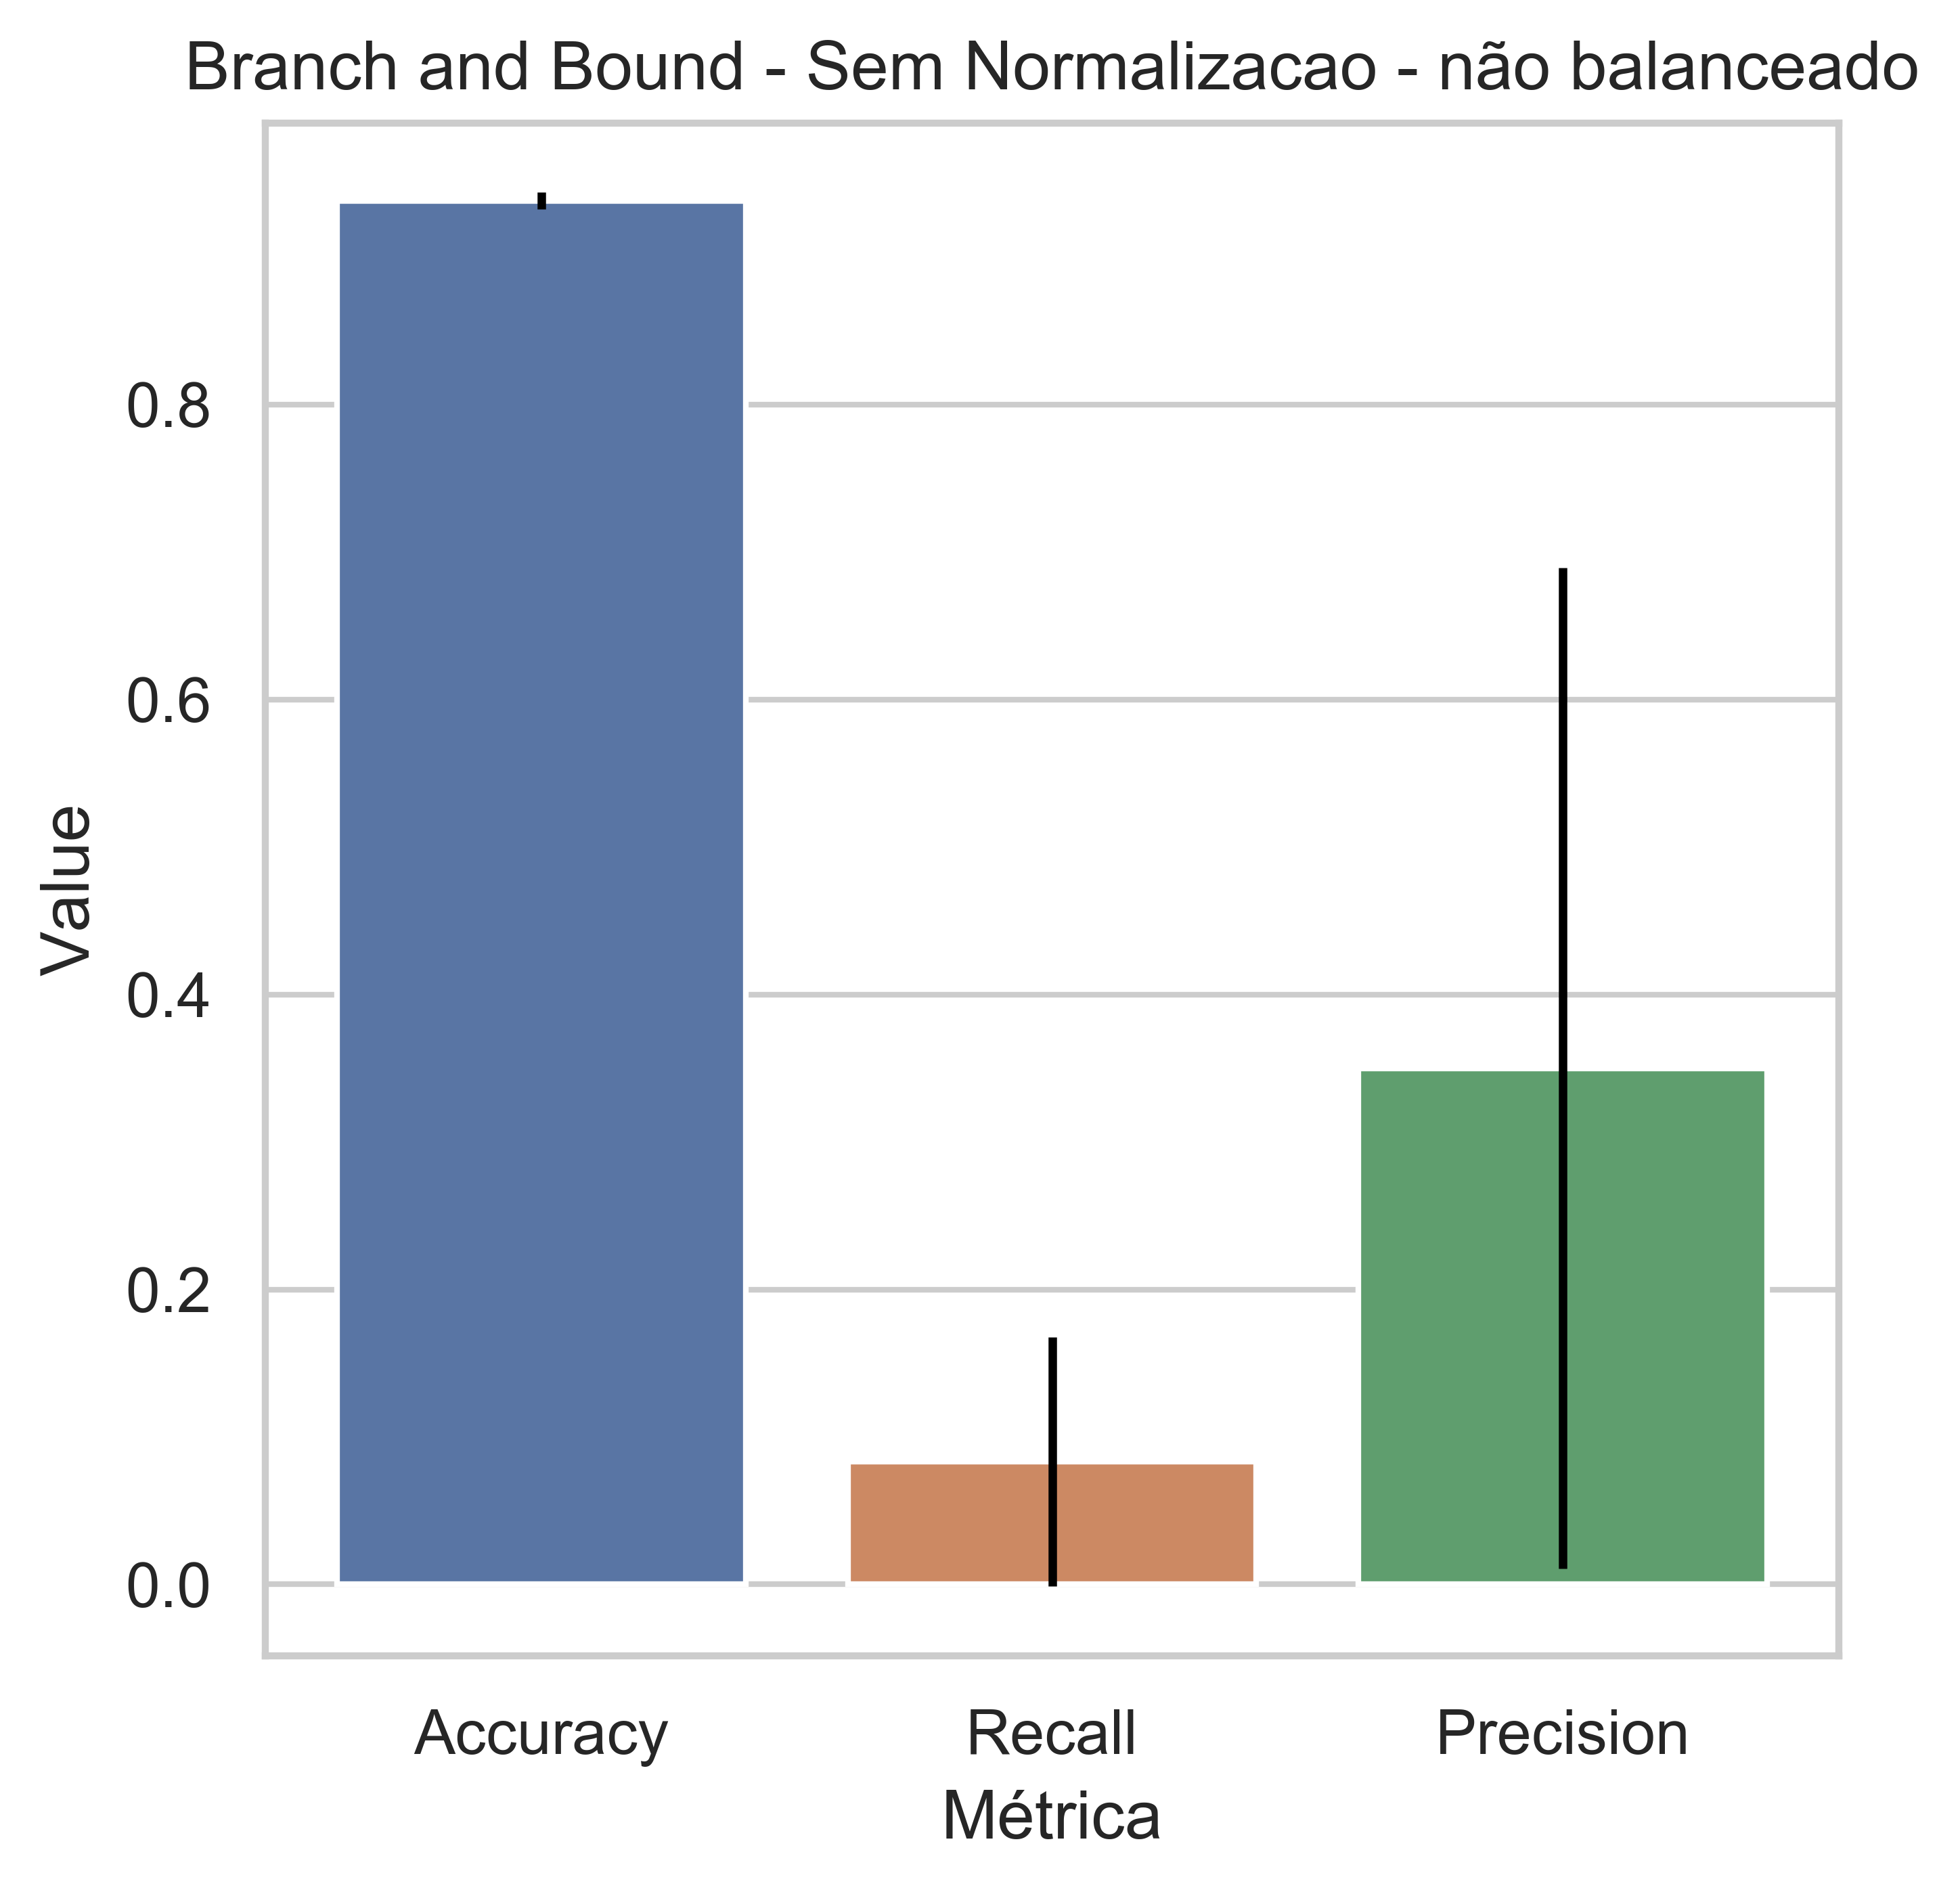 Branch and Bound - Sem Normalizacao - não balanceado
0.8
0.6
0.4
0.2
0.0
Value
Accuracy Recall Precision
Métrica